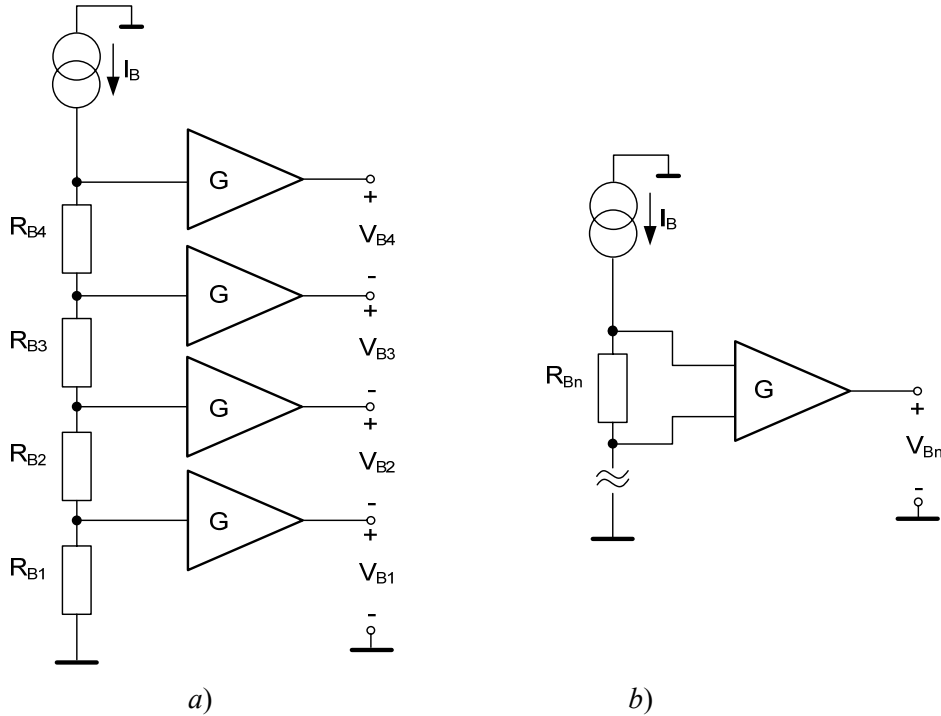 I_B
G
R_B4
+
V_B4
-
G
+
R_B3
V_B3
-
G
+
R_B2
V_B2
-
G
+
R_B1
V_B1
-
a)
I_B
R_Bn
G
+
V_Bn
-
b)